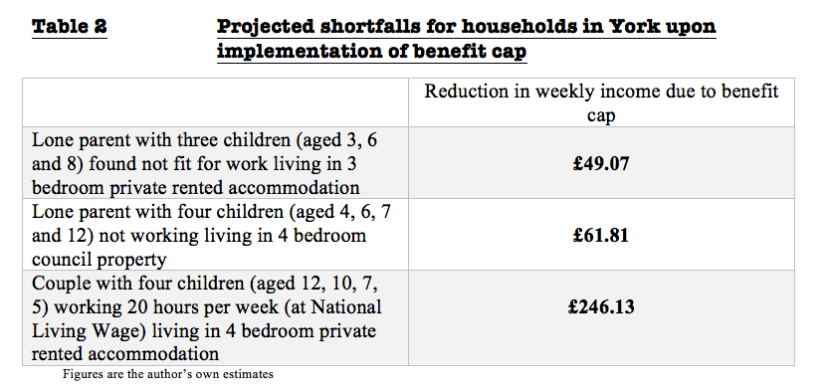 Table 2
Projected shortfalls for households in York upon
implementation of benefit cap
Reduction in weekly income due to benefit
cap
Lone parent with three children (aged 3, 6
and 8) found not fit for work living in 3
bedroom private rented accommodation
£49.07
Lone parent with four children (aged 4, 6, 7
and 12) not working living in 4 bedroom
council property
£61.81
Couple with four children (aged 12, 10, 7,
5) working 20 hours per week (at National
Living Wage) living in 4 bedroom private
rented accommodation
£246.13
Figures are the author's own estimates